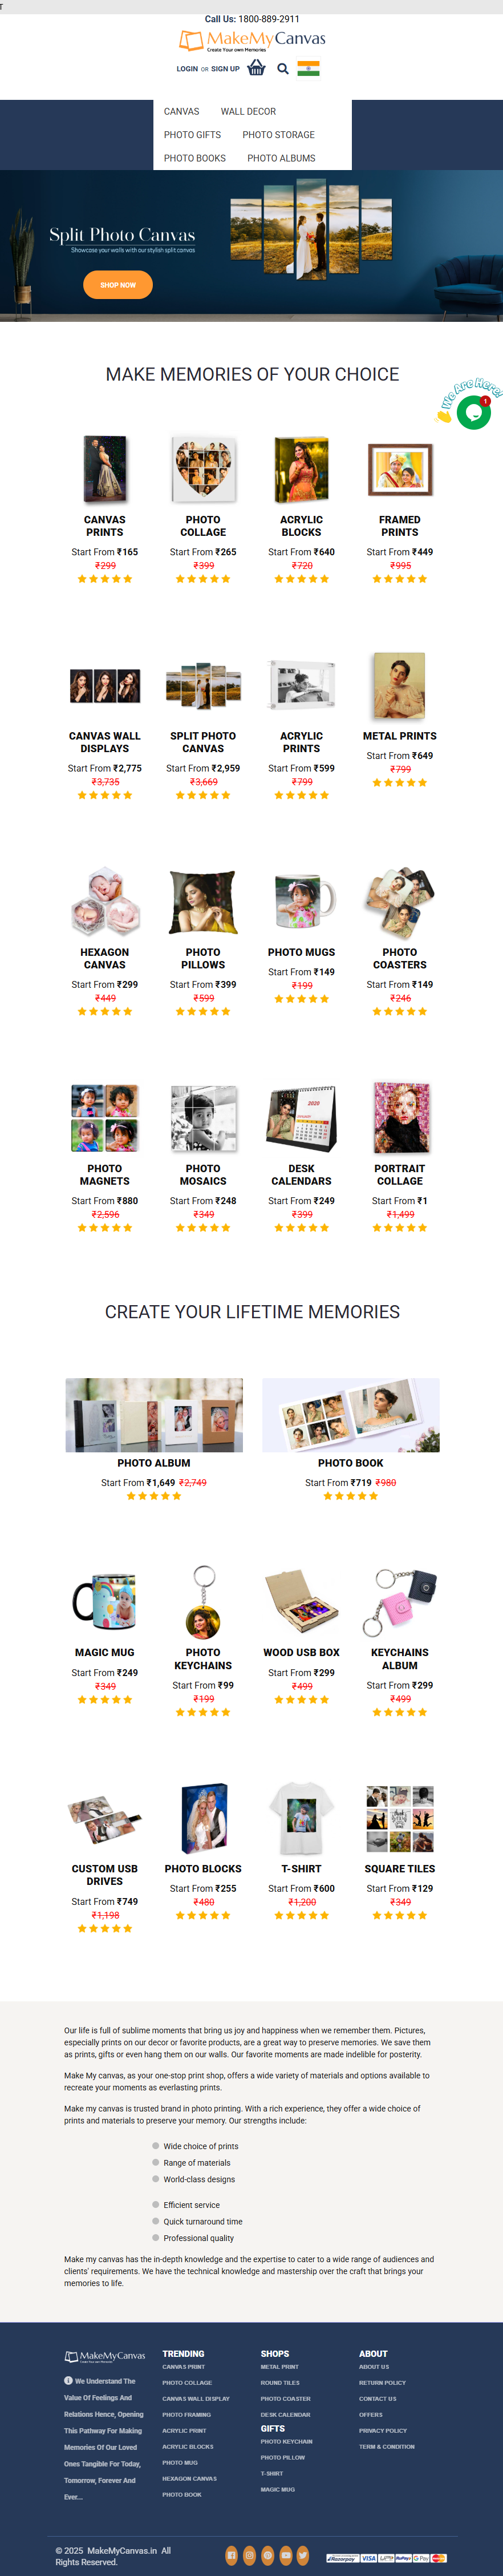 T
Call Us: 1800-889-2911
MakeMyCanvas
Create Your own Memories
LOGIN OR SIGN UP
CANVAS WALL DECOR
PHOTO GIFTS PHOTO STORAGE
PHOTO BOOKS PHOTO ALBUMS
Split Photo Canvas
Showcase your walls with our stylish split canvas
SHOP NOW
MAKE MEMORIES OF YOUR CHOICE
We Are Here!
1
CANVAS
PRINTS
Start From ₹165
₹299
PHOTO
COLLAGE
Start From ₹265
₹399
ACRYLIC
BLOCKS
Start From ₹640
₹720
FRAMED
PRINTS
Start From ₹449
₹995
CANVAS WALL
DISPLAYS
Start From ₹2,775
₹3,735
SPLIT PHOTO
CANVAS
Start From ₹2,959
₹3,669
ACRYLIC
PRINTS
Start From ₹599
₹799
METAL PRINTS
Start From ₹649
₹799
HEXAGON
CANVAS
Start From ₹299
₹449
PHOTO
PILLOWS
Start From ₹399
₹599
PHOTO MUGS
Start From ₹149
₹199
PHOTO
COASTERS
Start From ₹149
₹246
PHOTO
MAGNETS
Start From ₹880
₹2,596
PHOTO
MOSAICS
Start From ₹248
₹349
2020
DESK
CALENDARS
Start From ₹249
₹399
PORTRAIT
COLLAGE
Start From ₹1
₹1,499
CREATE YOUR LIFETIME MEMORIES
PHOTO ALBUM
Start From ₹1,649 ₹2,749
PHOTO BOOK
Start From ₹719 ₹980
MAGIC MUG
Start From ₹249
₹349
PHOTO
KEYCHAINS
Start From ₹99
₹199
WOOD USB BOX
Start From ₹299
₹499
KEYCHAINS
ALBUM
Start From ₹299
₹499
CUSTOM USB
DRIVES
Start From ₹749
₹1,198
PHOTO BLOCKS
Start From ₹255
₹480
T-SHIRT
Start From ₹600
₹1,200
SQUARE TILES
Start From ₹129
₹349
Our life is full of sublime moments that bring us joy and happiness when we remember them. Pictures,
especially prints on our decor or favorite products, are a great way to preserve memories. We save them
as prints, gifts or even hang them on our walls. Our favorite moments are made indelible for posterity.
Make My canvas, as your one-stop print shop, offers a wide variety of materials and options available to
recreate your moments as everlasting prints.
Make my canvas is trusted brand in photo printing. With a rich experience, they offer a wide choice of
prints and materials to preserve your memory. Our strengths include:
Wide choice of prints
Range of materials
World-class designs
Efficient service
Quick turnaround time
Professional quality
Make my canvas has the in-depth knowledge and the expertise to cater to a wide range of audiences and
clients' requirements. We have the technical knowledge and mastership over the craft that brings your
memories to life.
MakeMyCanvas
Create Your own Memories
We Understand The
Value Of Feelings And
Relations Hence, Opening
This Pathway For Making
Memories Of Our Loved
Ones Tangible For Today,
Tomorrow, Forever And
Ever...
TRENDING
CANVAS PRINT
PHOTO COLLAGE
CANVAS WALL DISPLAY
PHOTO FRAMING
ACRYLIC PRINT
ACRYLIC BLOCKS
PHOTO MUG
HEXAGON CANVAS
PHOTO BOOK
SHOPS
METAL PRINT
ROUND TILES
PHOTO COASTER
DESK CALENDAR
GIFTS
PHOTO KEYCHAIN
PHOTO PILLOW
T-SHIRT
MAGIC MUG
ABOUT
ABOUT US
RETURN POLICY
CONTACT US
OFFERS
PRIVACY POLICY
TERM & CONDITION
© 2025 MakeMyCanvas.in All
Rights Reserved.
Razorpay VISA UPI RuPay G Pay